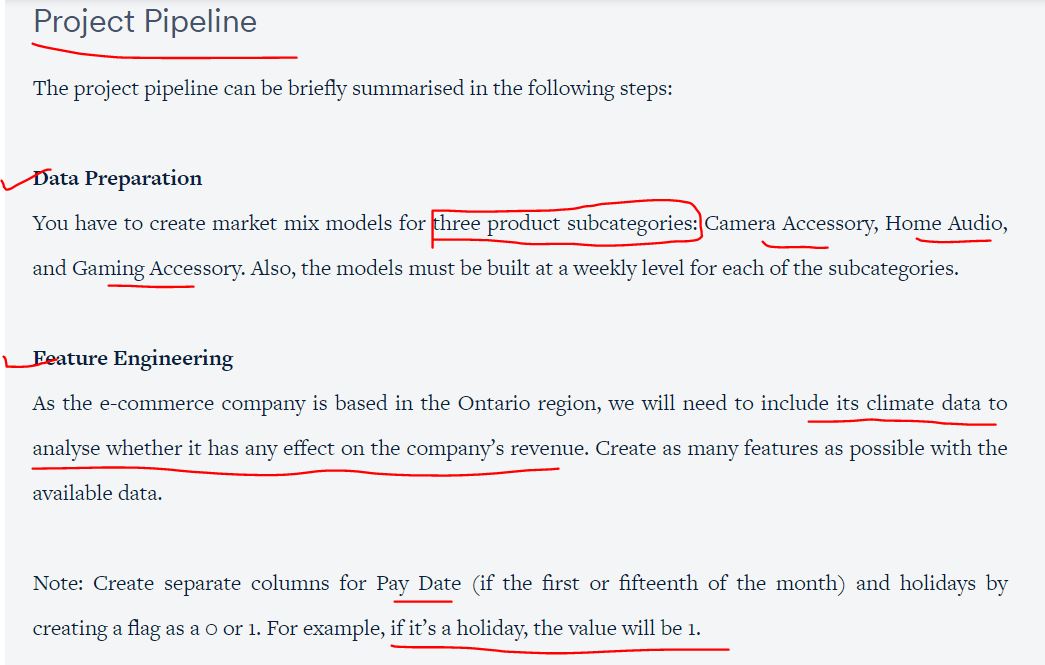 Project Pipeline
The project pipeline can be briefly summarised in the following steps:
Data Preparation
You have to create market mix models for three product subcategories: Camera Accessory, Home Audio,
and Gaming Accessory. Also, the models must be built at a weekly level for each of the subcategories.
Feature Engineering
As the e-commerce company is based in the Ontario region, we will need to include its climate data to
analyse whether it has any effect on the company’s revenue. Create as many features as possible with the
available data.
Note: Create separate columns for Pay Date (if the first or fifteenth of the month) and holidays by
creating a flag as a 0 or 1. For example, if it’s a holiday, the value will be 1.